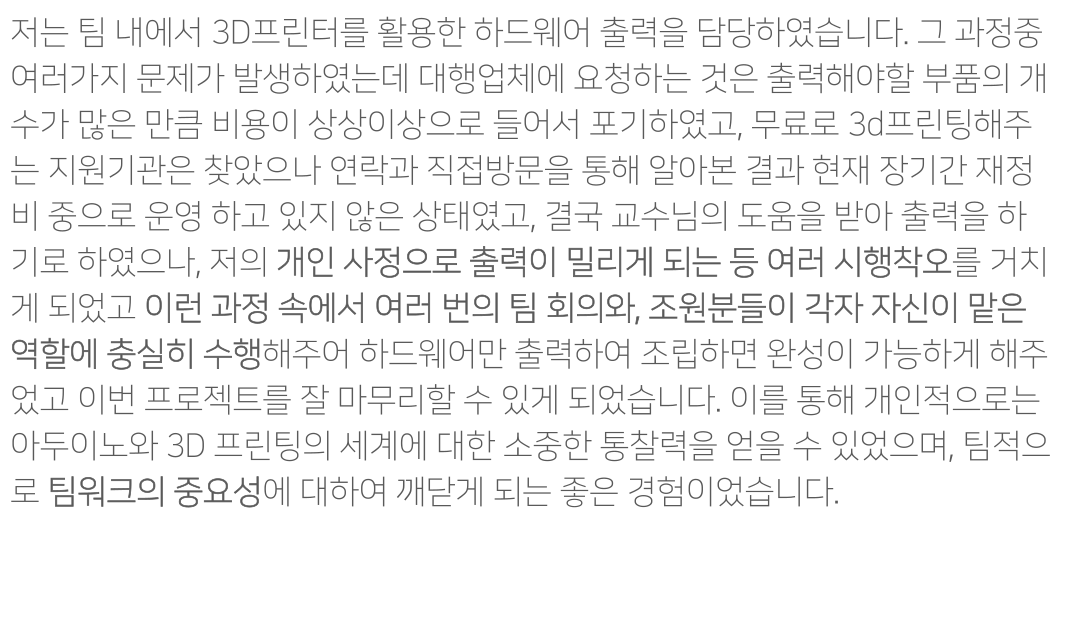 저는 팀 내에서 3D프린터를 활용한 하드웨어 출력을 담당하였습니다. 그 과정중
여러가지 문제가 발생하였는데 대행업체에 요청하는 것은 출력해야할 부품의 개
수가 많은 만큼 비용이 상상이상으로 들어서 포기하였고, 무료로 3d프린팅해주
는 지원기관은 찾았으나 연락과 직접방문을 통해 알아본 결과 현재 장기간 재정
비 중으로 운영 하고 있지 않은 상태였고, 결국 교수님의 도움을 받아 출력을 하
기로 하였으나, 저의 개인 사정으로 출력이 밀리게 되는 등 여러 시행착오를 거치
게 되었고 이런 과정 속에서 여러 번의 팀 회의와, 조원분들이 각자 자신이 맡은
역할에 충실히 수행해주어 하드웨어만 출력하여 조립하면 완성이 가능하게 해주
었고 이번 프로젝트를 잘 마무리할 수 있게 되었습니다. 이를 통해 개인적으로는
아두이노와 3D 프린팅의 세계에 대한 소중한 통찰력을 얻을 수 있었으며, 팀적으
로 팀워크의 중요성에 대하여 깨닫게 되는 좋은 경험이었습니다.